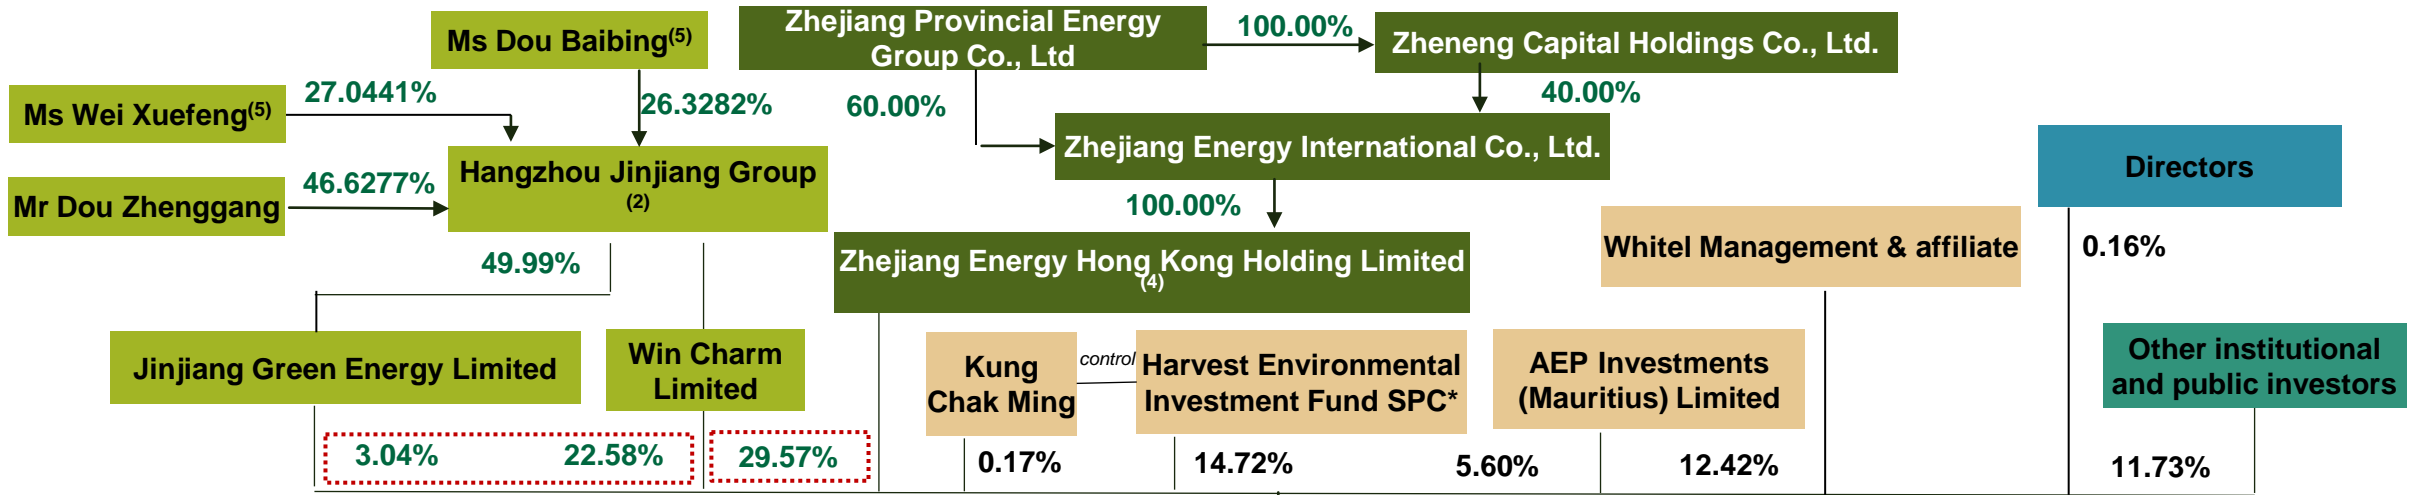 Ms Dou Baibing(5)
Zhejiang Provincial Energy
Group Co., Ltd
100.00%
Zheneng Capital Holdings Co., Ltd.
Ms Wei Xuefeng(5)
27.0441%
26.3282%
60.00%
40.00%
Zhejiang Energy International Co., Ltd.
Directors
Mr Dou Zhenggang
46.6277%
Hangzhou Jinjiang Group
(2)
100.00%
Whitel Management & affiliate
0.16%
49.99%
Zhejiang Energy Hong Kong Holding Limited
(4)
Jinjiang Green Energy Limited
Win Charm
Limited
Kung
Chak Ming
control
Harvest Environmental
Investment Fund SPC*
AEP Investments
(Mauritius) Limited
Other institutional
and public investors
3.04%
22.58%
29.57%
0.17%
14.72%
5.60%
12.42%
11.73%